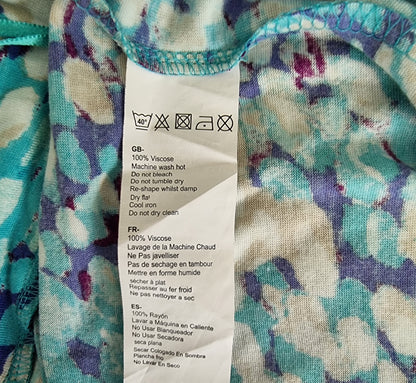 40°
GB-
100% Viscose
Machine wash hot
Do not bleach
Do not tumble dry
Re-shape whilst damp
Dry flat
Cool iron
Do not dry clean
FR-
100% Viscose
Lavage de la Machine Chaud
Ne Pas javelliser
Pas de sechage en tambour
Mettre en forme humide
sécher à plat
Repasser au fer froid
Ne pas nettoyer à sec
ES-
100% Rayón
Lavar a Máquina en Caliente
No Usar Blanqueador
No Usar Secadora
seca plana
Secar Cologado En Sombra
Plancha frio
No Lava En Seco